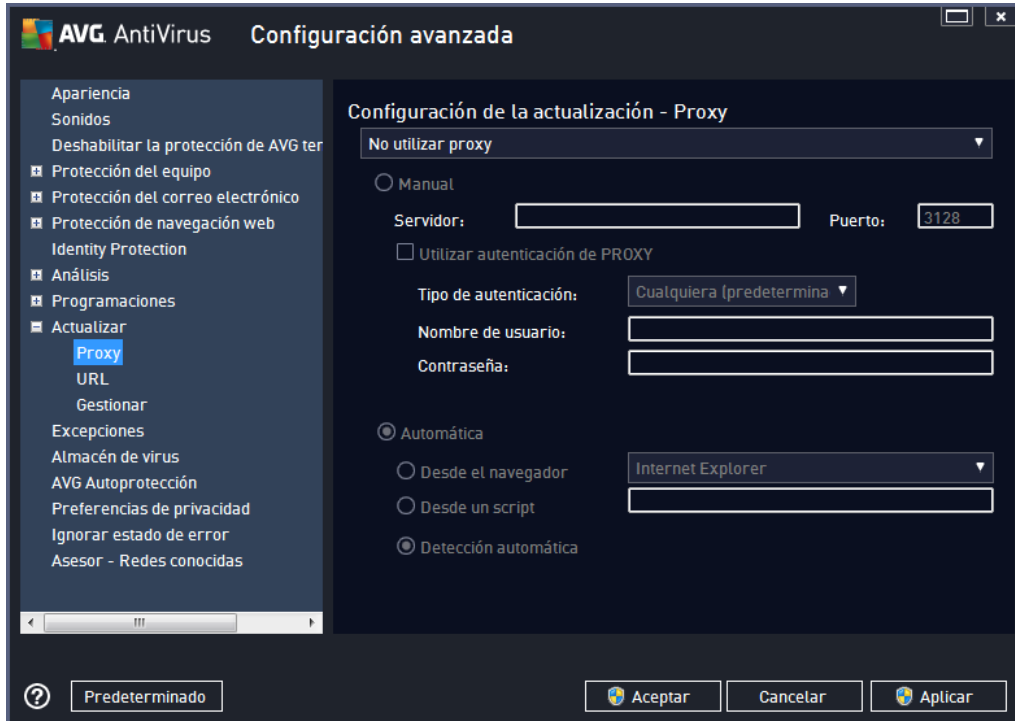 AVG AntiVirus Configuración avanzada
Apariencia
Sonidos
Deshabilitar la protección de AVG ter
Protección del equipo
Protección del correo electrónico
Protección de navegación web
Identity Protection
Análisis
Programaciones
Actualizar
Proxy
URL
Gestionar
Excepciones
Almacén de virus
AVG Autoprotección
Preferencias de privacidad
Ignorar estado de error
Asesor - Redes conocidas
Configuración de la actualización - Proxy
No utilizar proxy
Manual
Servidor: Puerto: 3128
Utilizar autenticación de PROXY
Tipo de autenticación: Cualquiera (predetermina
Nombre de usuario:
Contraseña:
Automática
Desde el navegador Internet Explorer
Desde un script
Detección automática
? Predeterminado Aceptar Cancelar Aplicar